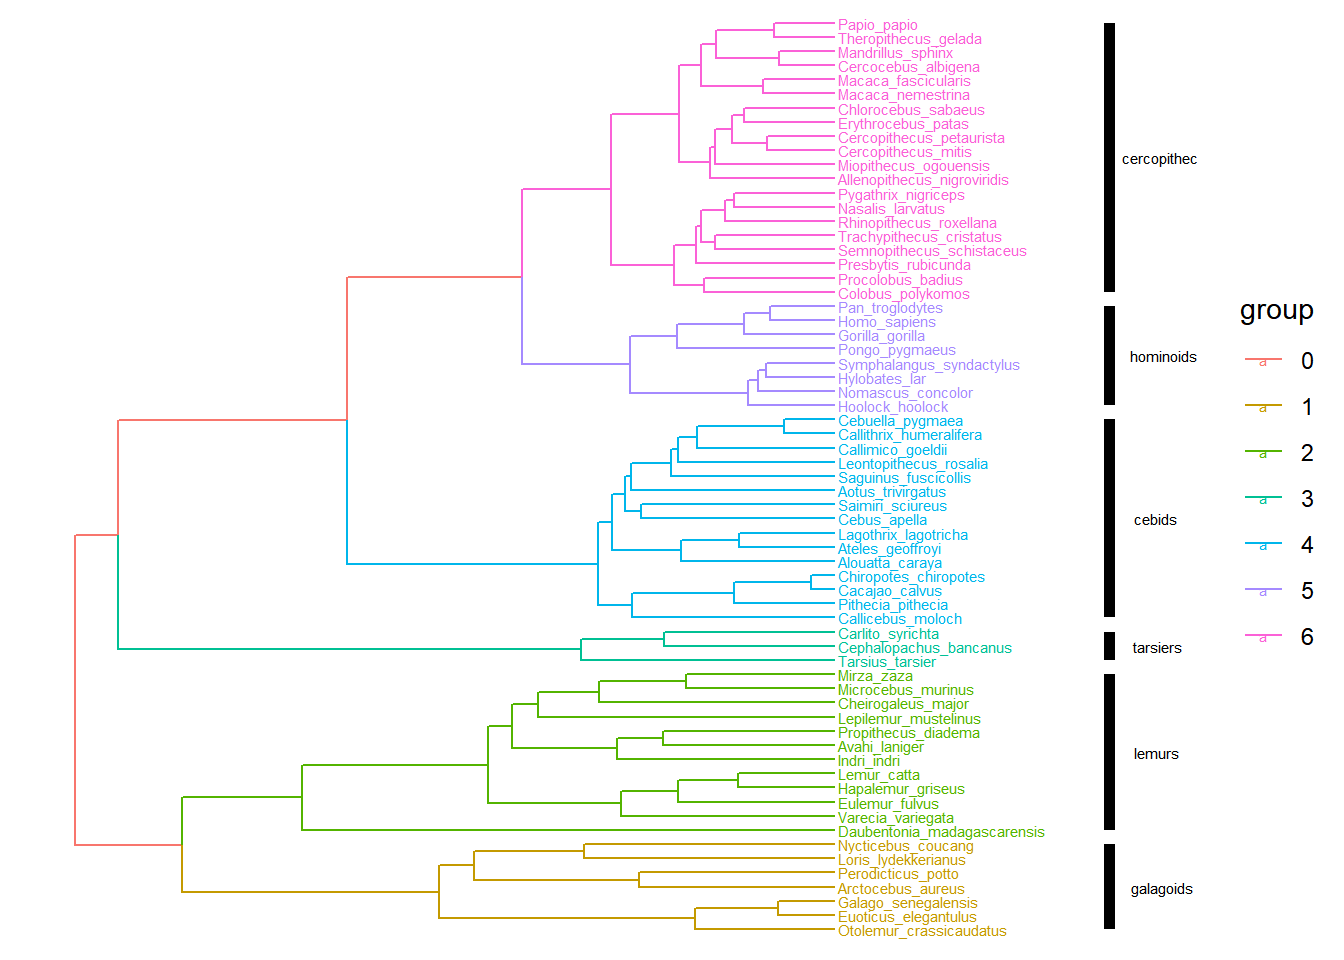 Papio_papio
Theropithecus_gelada
Mandrillus_sphinx
Cercocebus_albigena
Macaca_fascicularis
Macaca_nemestrina
Chlorocebus_sabaeus
Erythrocebus_patas
Cercopithecus_petaurista
Cercopithecus_mitis
Miopithecus_ogouensis
Allenopithecus_nigroviridis
Pygathrix_nigriceps
Nasalis_larvatus
Rhinopithecus_roxellana
Trachypithecus_cristatus
Semnopithecus_schistaceus
Presbytis_rubicunda
Procolobus_badius
Colobus_polykomos
Pan_troglodytes
Homo_sapiens
Gorilla_gorilla
Pongo_pygmaeus
Symphalangus_syndactylus
Hylobates_lar
Nomascus_concolor
Hoolock_hoolock
Cebuella_pygmaea
Callithrix_humeralifera
Callimico_goeldii
Leontopithecus_rosalia
Saguinus_fuscicollis
Aotus_trivirgatus
Saimiri_sciureus
Cebus_apella
Lagothrix_lagotricha
Ateles_geoffroyi
Alouatta_caraya
Chiropotes_chiropotes
Cacajao_calvus
Pithecia_pithecia
Callicebus_moloch
Carlito_syrichta
Cephalopachus_bancanus
Tarsius_tarsier
Mirza_zaza
Microcebus_murinus
Cheirogaleus_major
Lepilemur_mustelinus
Propithecus_diadema
Avahi_laniger
Indri_indri
Lemur_catta
Hapalemur_griseus
Eulemur_fulvus
Varecia_variegata
Daubentonia_madagascarensis
Nycticebus_coucang
Loris_lydekkerianus
Perodicticus_potto
Arctocebus_aureus
Galago_senegalensis
Euoticus_elegantulus
Otolemur_crassicaudatus
cercopithec
hominoids
cebids
tarsiers
lemurs
galagoids
group
a 0
a 1
a 2
a 3
a 4
a 5
a 6